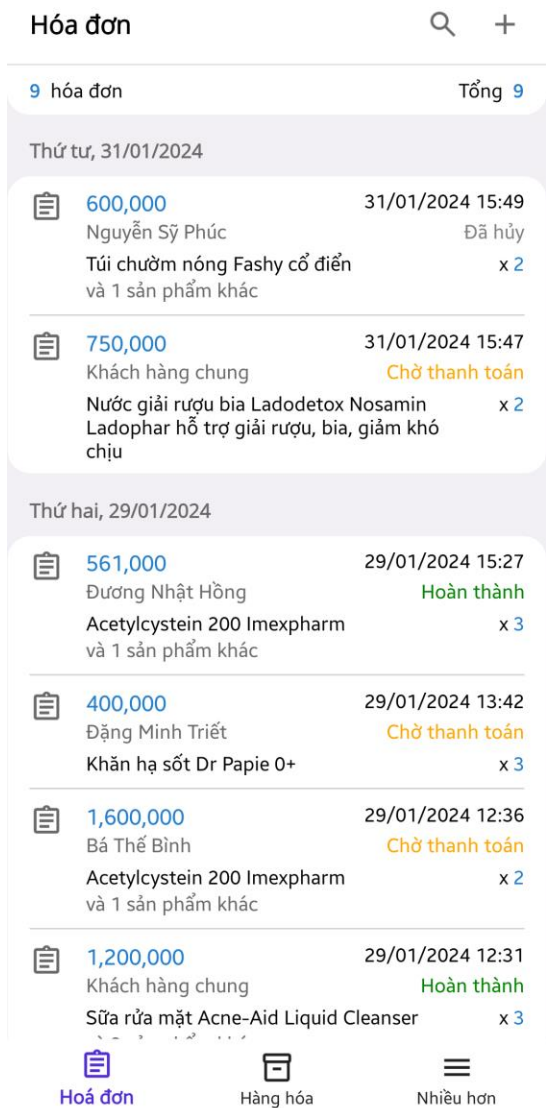 Hóa đơn
9 hóa đơn Tổng 9
Thứ tư, 31/01/2024
600,000 31/01/2024 15:49
Nguyễn Sỹ Phúc Đã hủy
Túi chườm nóng Fashy cổ điển x 2
và 1 sản phẩm khác
750,000 31/01/2024 15:47
Khách hàng chung Chờ thanh toán
Nước giải rượu bia Ladodetox Nosamin x 2
Ladophar hỗ trợ giải rượu, bia, giảm khó
chịu
Thứ hai, 29/01/2024
561,000 29/01/2024 15:27
Đương Nhật Hồng Hoàn thành
Acetylcystein 200 Imexpharm x 3
và 1 sản phẩm khác
400,000 29/01/2024 13:42
Đặng Minh Triết Chờ thanh toán
Khăn hạ sốt Dr Papie 0+ x 3
1,600,000 29/01/2024 12:36
Bá Thế Bình Chờ thanh toán
Acetylcystein 200 Imexpharm x 2
và 1 sản phẩm khác
1,200,000 29/01/2024 12:31
Khách hàng chung Hoàn thành
Sữa rửa mặt Acne-Aid Liquid Cleanser x 3
Hoá đơn Hàng hóa Nhiều hơn